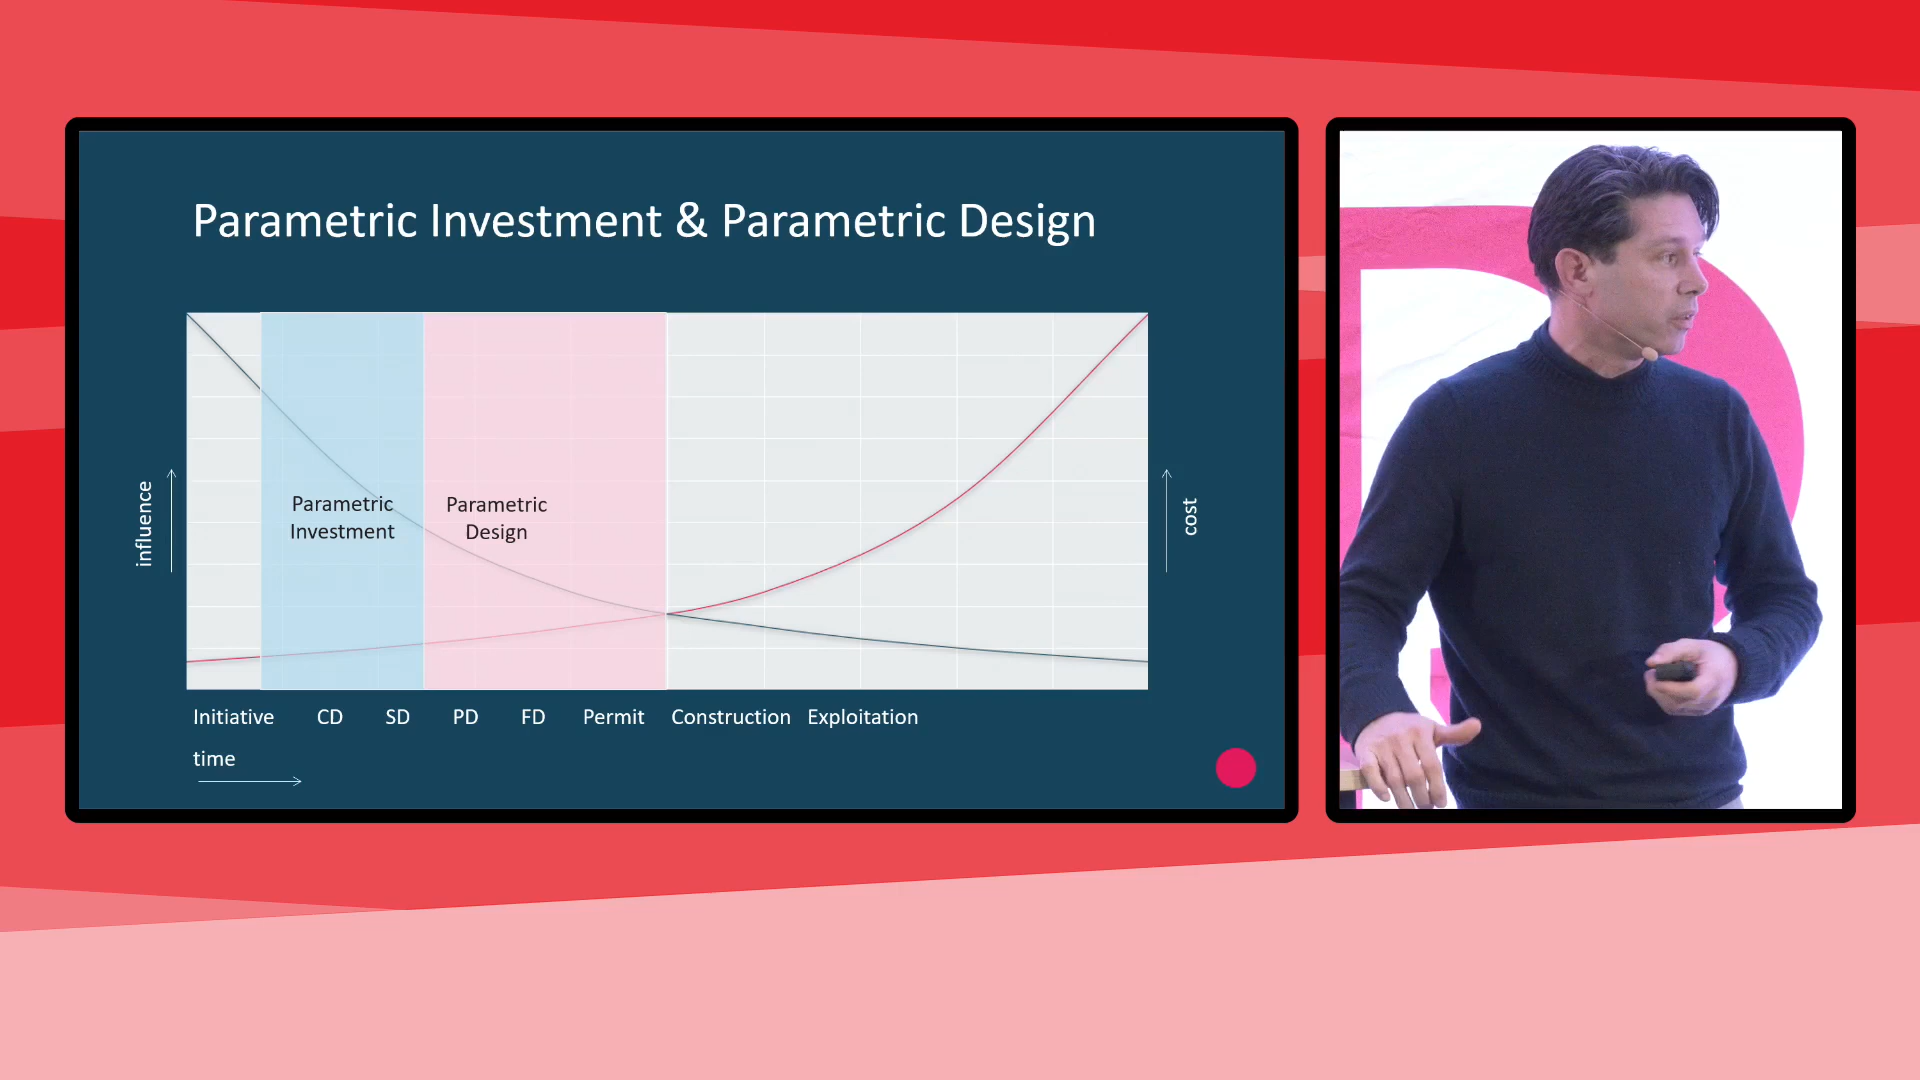 Parametric Investment & Parametric Design
influence
Parametric
Investment
Parametric
Design
cost
Initiative CD SD PD FD Permit Construction Exploitation
time